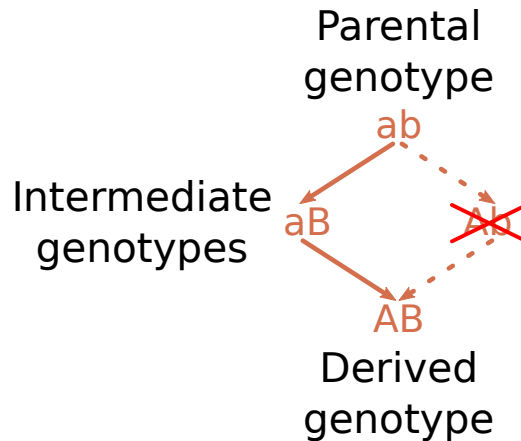 Parental
genotype
ab
Intermediate
genotypes
aB
Ab
AB
Derived
genotype